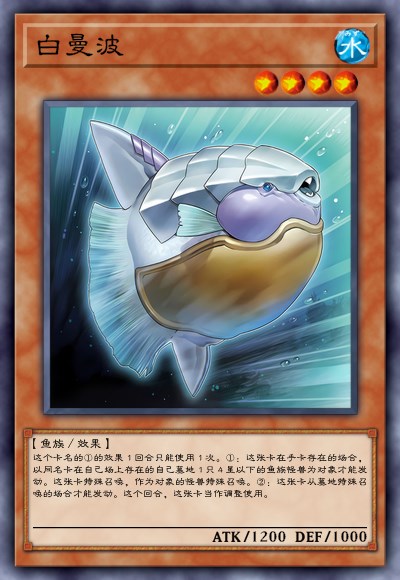 白曼波
水
【鱼族/效果】
这个卡名的①的效果1回合只能使用1次。①：这张卡在手卡存在的场合，
以同名卡在自己场上存在的自己墓地1只4星以下的鱼族怪兽为对象才能发
动。这张卡特殊召唤，作为对象的怪兽特殊召唤。②：这张卡从墓地特殊召
唤的场合才能发动。这个回合，这张卡当作调整使用。
ATK/1200 DEF/1000